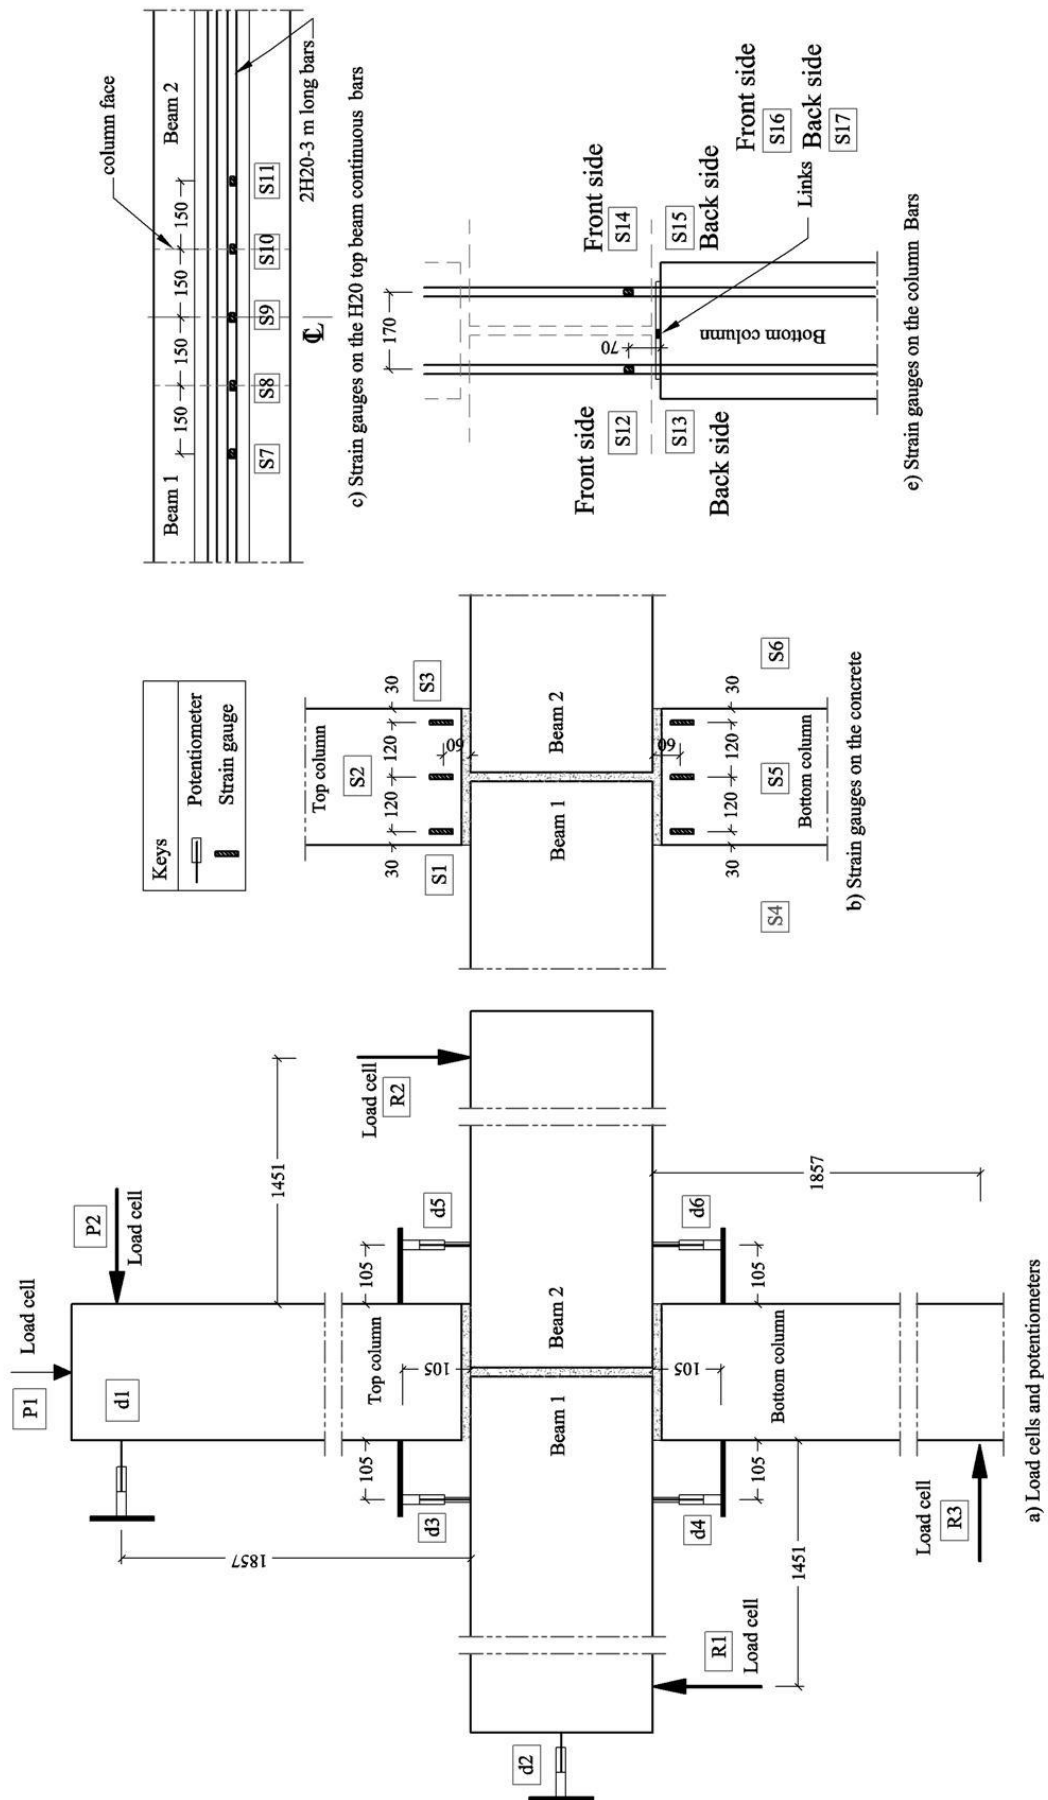 P1
Load cell
P2
Load cell
d1
1857
1451
Load cell
R2
Top column
105
105
105
d3
d5
Beam 1
Beam 2
d2
d4
d6
105
105
105
Bottom column
1857
R1
Load cell
1451
Load cell
R3
a) Load cells and potentiometers
Keys
Potentiometer
Strain gauge
Top column
S1
S2
S3
30
120
120
30
60
Beam 1
Beam 2
60
30
120
120
30
S4
S5
S6
Bottom column
b) Strain gauges on the concrete
column face
Beam 1
Beam 2
150
150
150
150
S7
S8
S9
S10
S11
℄
2H20-3 m long bars
c) Strain gauges on the H20 top beam continuous bars
170
Front side
S12
S13
Back side
Front side
S14
S15
Back side
70
Links
Front side
S16
Back side
S17
Bottom column
e) Strain gauges on the column Bars